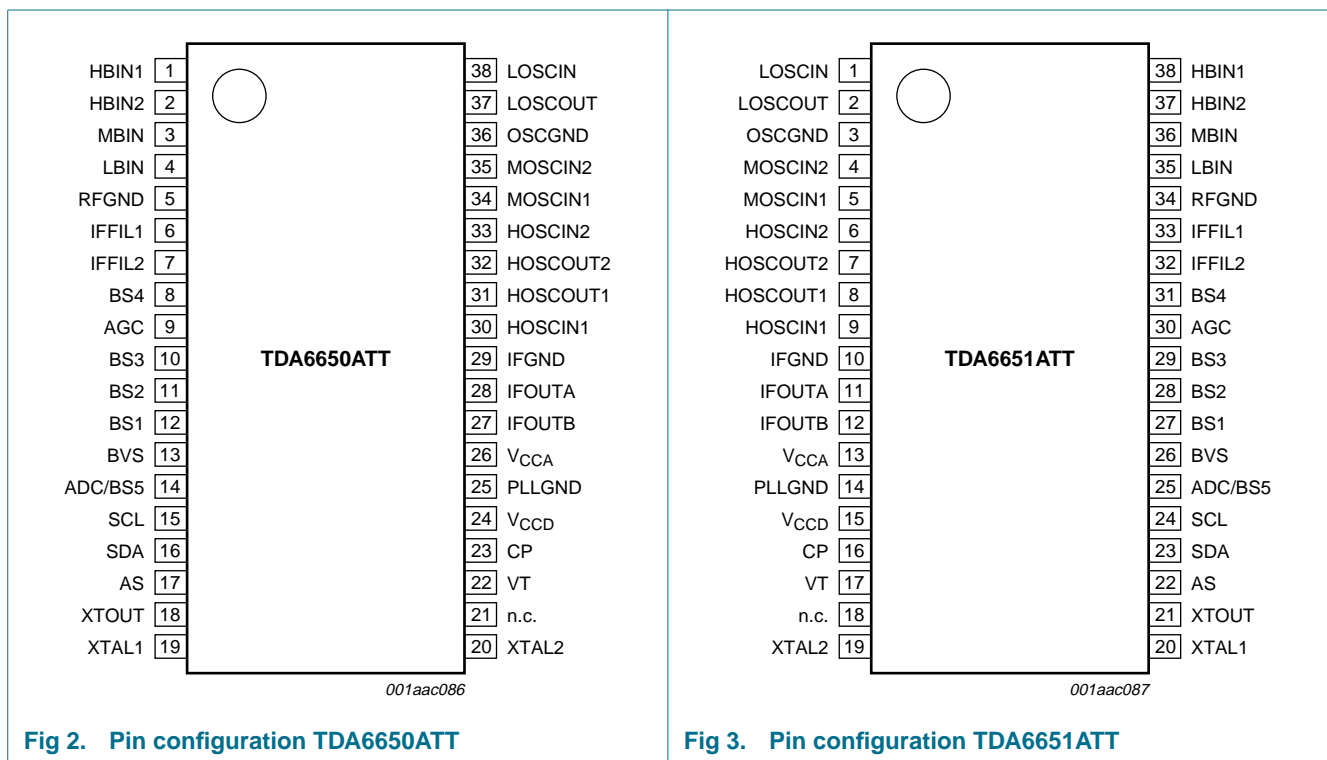 HBIN1 1
HBIN2 2
MBIN 3
LBIN 4
RFGND 5
IFFIL1 6
IFFIL2 7
BS4 8
AGC 9
BS3 10
BS2 11
BS1 12
BVS 13
ADC/BS5 14
SCL 15
SDA 16
AS 17
XTOUT 18
XTAL1 19
TDA6650ATT
38 LOSCIN
37 LOSCOUT
36 OSCGND
35 MOSCIN2
34 MOSCIN1
33 HOSCIN2
32 HOSCOUT2
31 HOSCOUT1
30 HOSCIN1
29 IFGND
28 IFOUTA
27 IFOUTB
26 VCCA
25 PLLGND
24 VCCD
23 CP
22 VT
21 n.c.
20 XTAL2
001aac086
Fig 2. Pin configuration TDA6650ATT
LOSCIN 1
LOSCOUT 2
OSCGND 3
MOSCIN2 4
MOSCIN1 5
HOSCIN2 6
HOSCOUT2 7
HOSCOUT1 8
HOSCIN1 9
IFGND 10
IFOUTA 11
IFOUTB 12
VCCA 13
PLLGND 14
VCCD 15
CP 16
VT 17
n.c. 18
XTAL2 19
TDA6651ATT
38 HBIN1
37 HBIN2
36 MBIN
35 LBIN
34 RFGND
33 IFFIL1
32 IFFIL2
31 BS4
30 AGC
29 BS3
28 BS2
27 BS1
26 BVS
25 ADC/BS5
24 SCL
23 SDA
22 AS
21 XTOUT
20 XTAL1
001aac087
Fig 3. Pin configuration TDA6651ATT